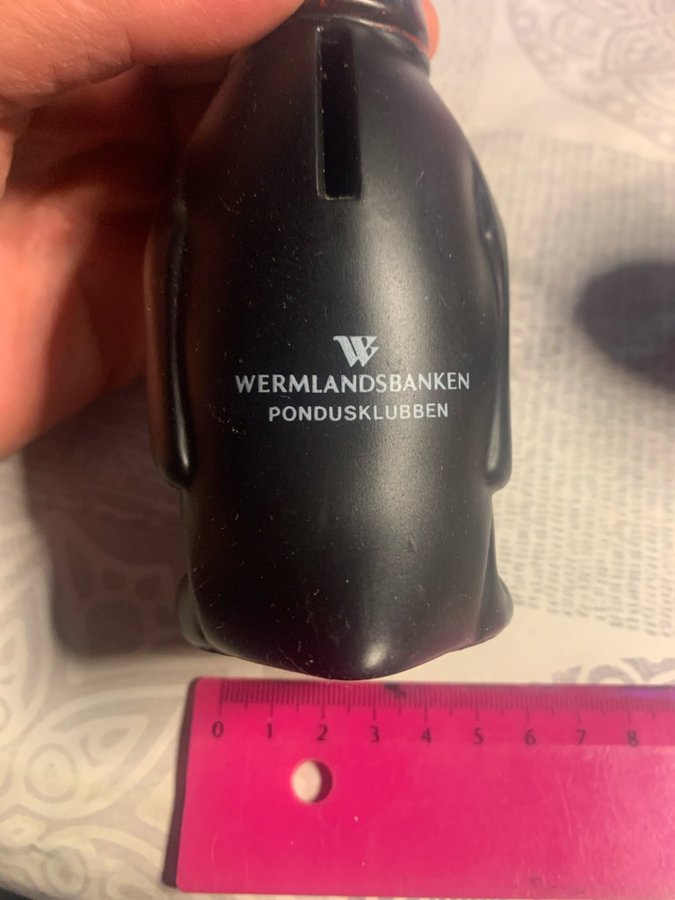 W
WERMLANDSBANKEN
PONDUSKLUBBEN
0 1 2 3 4 5 6 7 8